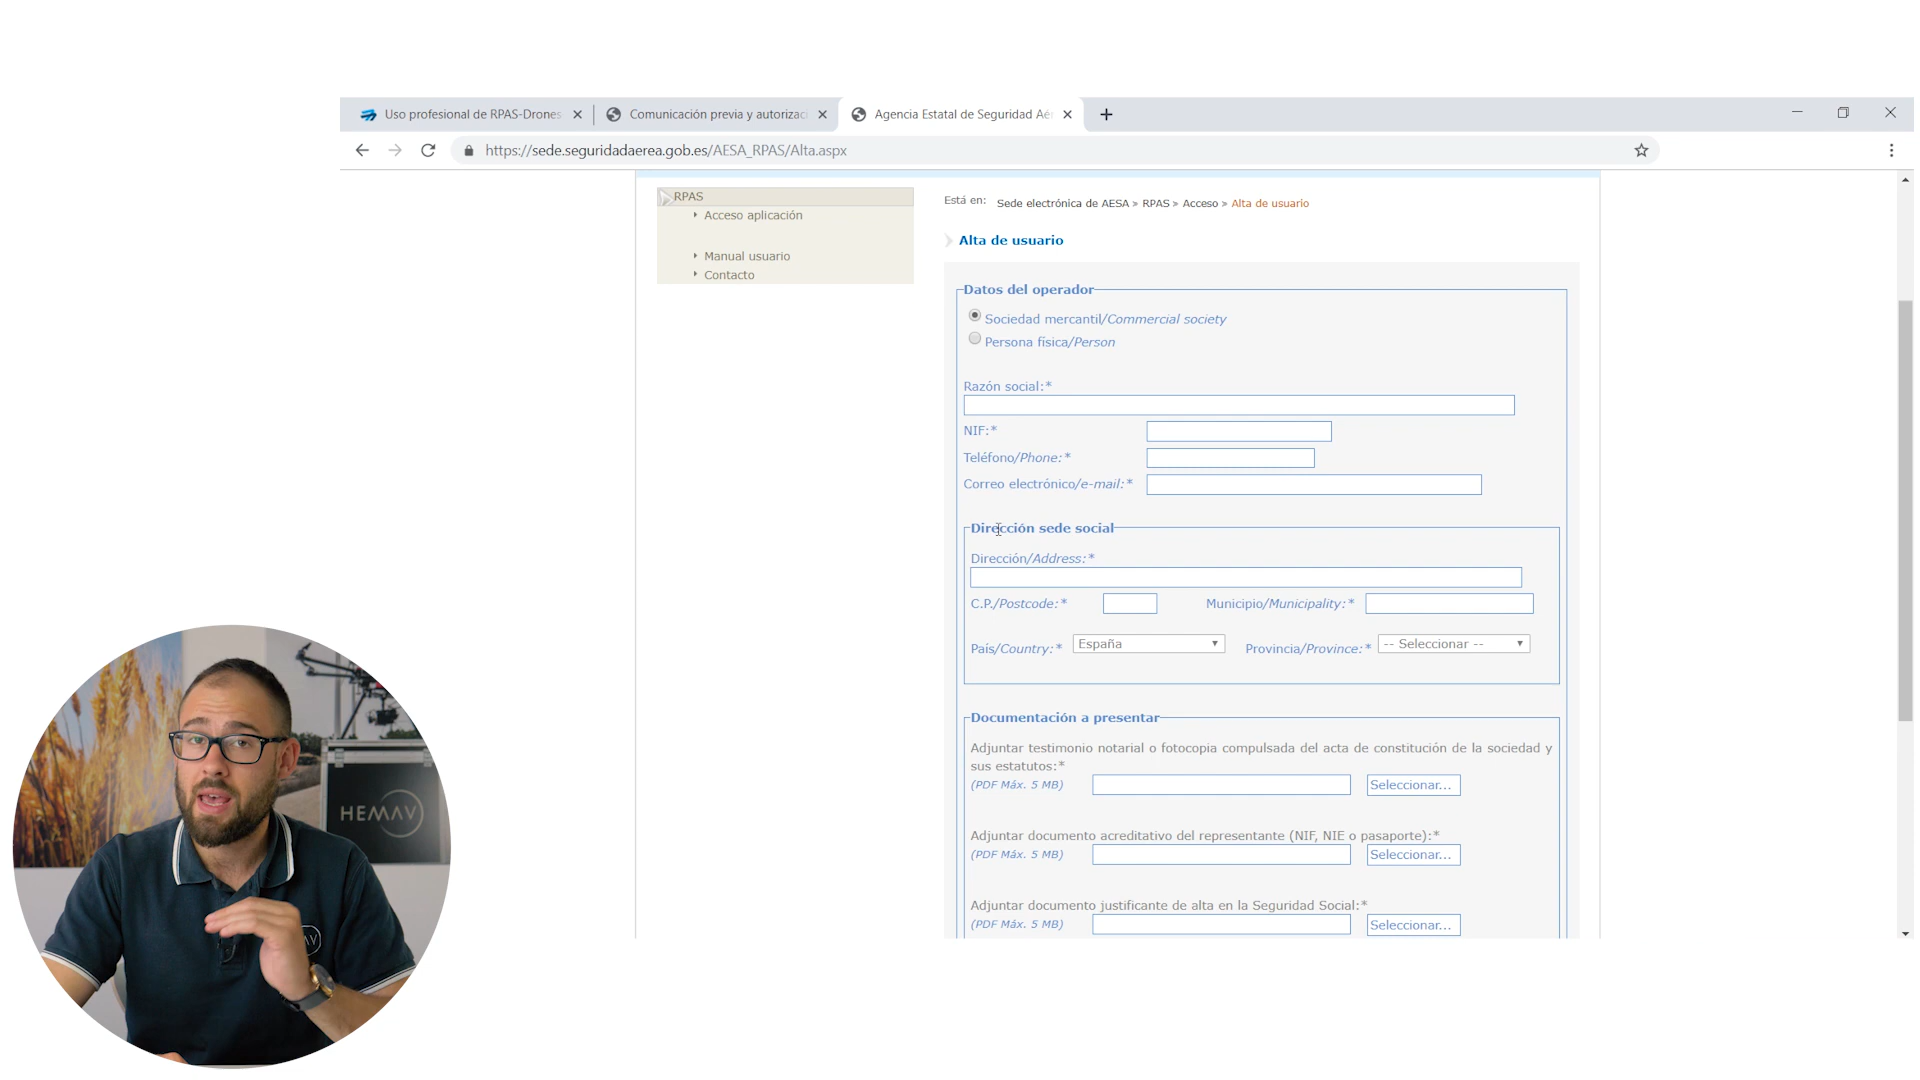 Uso profesional de RPAS-Drones
Comunicación previa y autorizac
Agencia Estatal de Seguridad Aér
https://sede.seguridadaerea.gob.es/AESA_RPAS/Alta.aspx
RPAS
Acceso aplicación
Manual usuario
Contacto
Está en: Sede electrónica de AESA » RPAS » Acceso » Alta de usuario
Alta de usuario
Datos del operador
Sociedad mercantil/Commercial society
Persona física/Person
Razón social:*
NIF:*
Teléfono/Phone:*
Correo electrónico/e-mail:*
Dirección sede social
Dirección/Address:*
C.P./Postcode:* Municipio/Municipality:*
País/Country:* España Provincia/Province:* -- Seleccionar --
Documentación a presentar
Adjuntar testimonio notarial o fotocopia compulsada del acta de constitución de la sociedad y
sus estatutos:*
(PDF Máx. 5 MB) Seleccionar...
Adjuntar documento acreditativo del representante (NIF, NIE o pasaporte):*
(PDF Máx. 5 MB) Seleccionar...
Adjuntar documento justificante de alta en la Seguridad Social:*
(PDF Máx. 5 MB) Seleccionar...
HEMAV